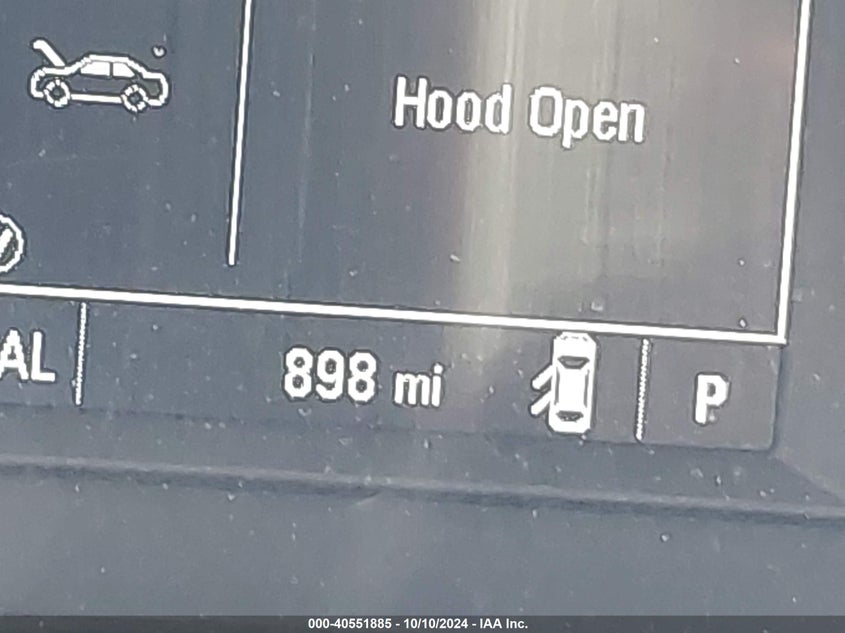 Hood Open
AL
898 mi
P
000-40551885 - 10/10/2024 - IAA Inc.